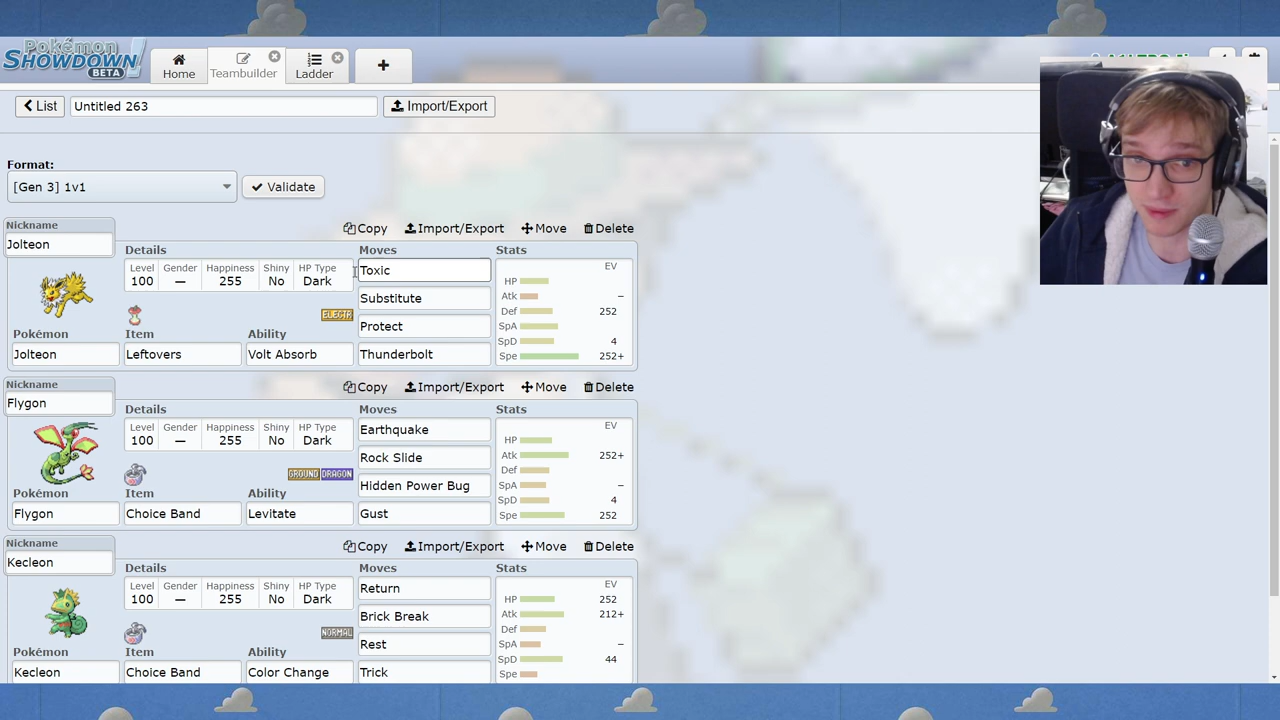 Pokémon
SHOWDOWN!
BETA
Home
Teambuilder
Ladder
+
List
Untitled 263
Import/Export
Format:
[Gen 3] 1v1
Validate
Nickname
Jolteon
Copy Import/Export Move Delete
Details Moves Stats
Level Gender Happiness Shiny HP Type
100 — 255 No Dark
Toxic
Substitute
Protect
Thunderbolt
EV
HP
Atk –
Def 252
SpA
SpD 4
Spe 252+
ELECTR
Pokémon Item Ability
Jolteon Leftovers Volt Absorb
Nickname
Flygon
Copy Import/Export Move Delete
Details Moves Stats
Level Gender Happiness Shiny HP Type
100 — 255 No Dark
Earthquake
Rock Slide
Hidden Power Bug
Gust
EV
HP
Atk 252+
Def
SpA –
SpD 4
Spe 252
GROUND DRAGON
Pokémon Item Ability
Flygon Choice Band Levitate
Nickname
Kecleon
Copy Import/Export Move Delete
Details Moves Stats
Level Gender Happiness Shiny HP Type
100 — 255 No Dark
Return
Brick Break
Rest
Trick
EV
HP 252
Atk 212+
Def
SpA –
SpD 44
Spe
NORMAL
Pokémon Item Ability
Kecleon Choice Band Color Change